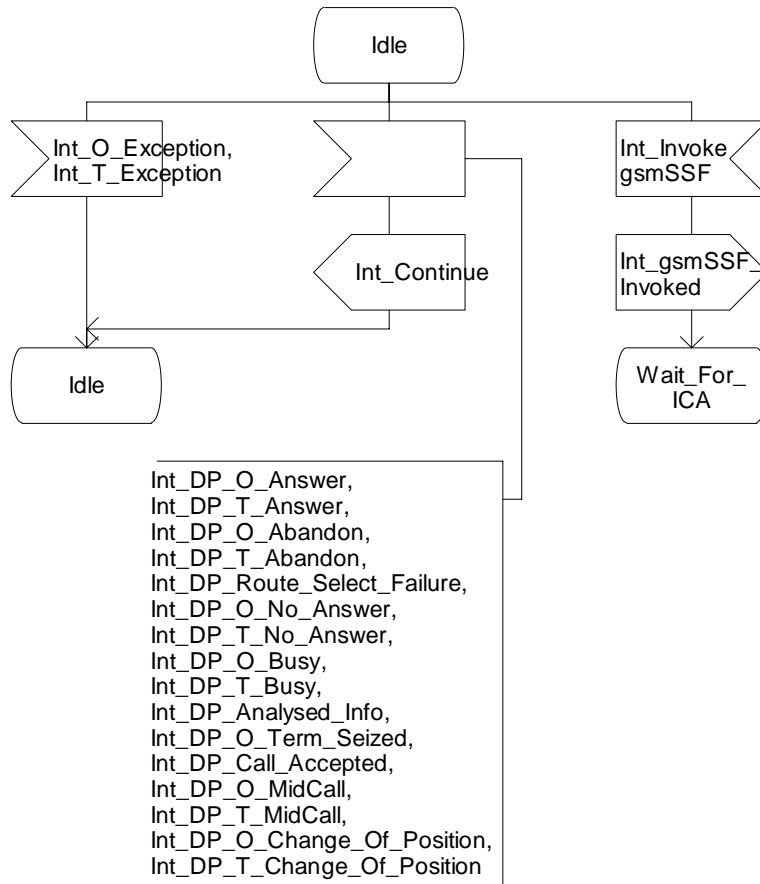 Idle
Int_O_Exception,
Int_T_Exception
Int_Invoke
gsmSSF
Int_Continue
Int_gsmSSF_
Invoked
Idle
Wait_For_
ICA
Int_DP_O_Answer,
Int_DP_T_Answer,
Int_DP_O_Abandon,
Int_DP_T_Abandon,
Int_DP_Route_Select_Failure,
Int_DP_O_No_Answer,
Int_DP_T_No_Answer,
Int_DP_O_Busy,
Int_DP_T_Busy,
Int_DP_Analysed_Info,
Int_DP_O_Term_Seized,
Int_DP_Call_Accepted,
Int_DP_O_MidCall,
Int_DP_T_MidCall,
Int_DP_O_Change_Of_Position,
Int_DP_T_Change_Of_Position